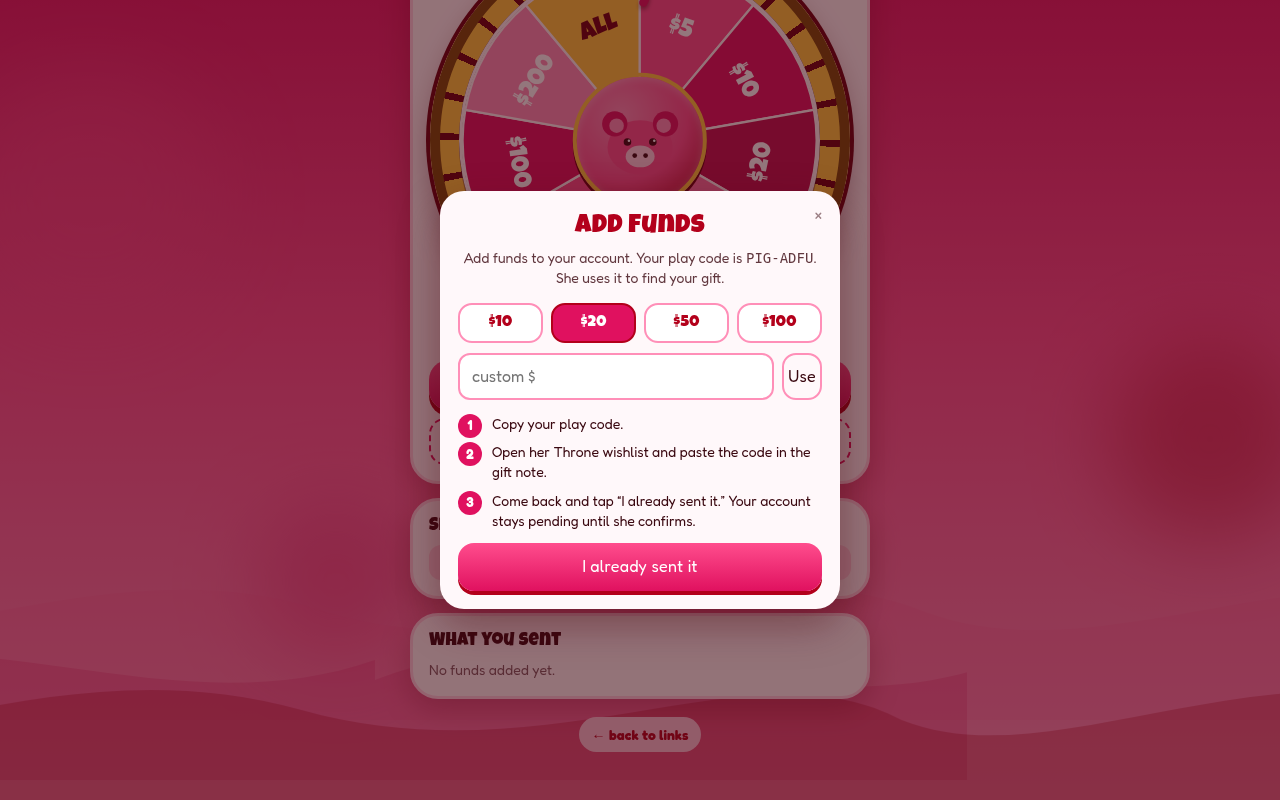 ALL
$5
$200
$10
$100
$20
Add Funds
×
Add funds to your account. Your play code is PIG-ADFU.
She uses it to find your gift.
$10
$20
$50
$100
custom $
Use
1 Copy your play code.
2 Open her Throne wishlist and paste the code in the
gift note.
3 Come back and tap “I already sent it.” Your account
stays pending until she confirms.
I already sent it
What you sent
No funds added yet.
← back to links